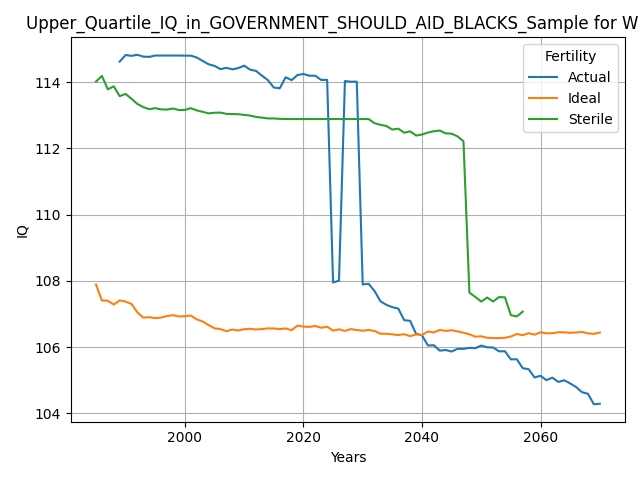 Upper_Quartile_IQ_in_GOVERNMENT_SHOULD_AID_BLACKS_Sample for W
Fertility
Actual
Ideal
Sterile
114
112
110
108
106
104
IQ
2000
2020
2040
2060
Years